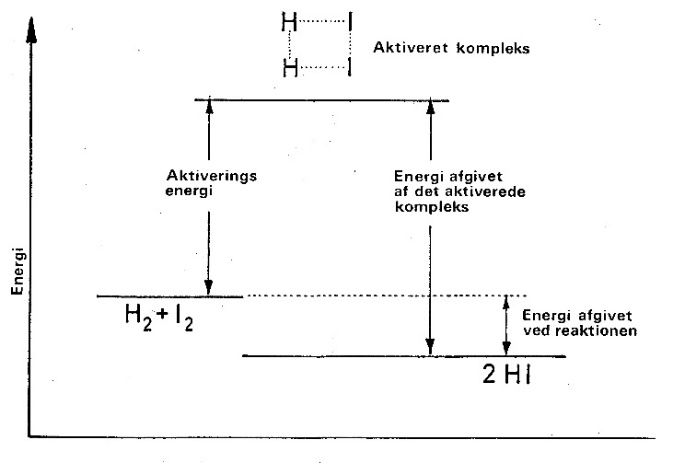 H I
Aktiveret kompleks
H I
Aktiverings
energi
Energi afgivet
af det aktiverede
kompleks
Energi
H₂+I₂
Energi afgivet
ved reaktionen
2 HI